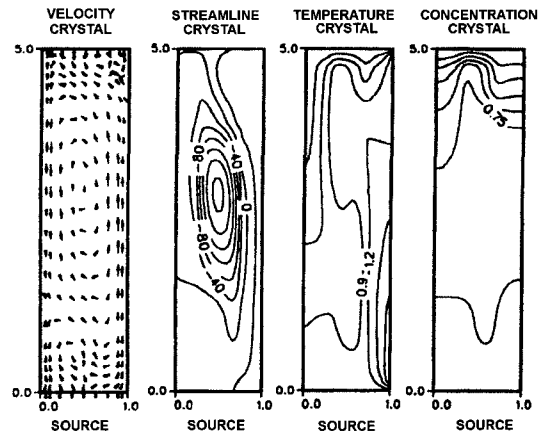 VELOCITY CRYSTAL
STREAMLINE CRYSTAL
TEMPERATURE CRYSTAL
CONCENTRATION CRYSTAL
5.0
5.0
5.0
5.0
-80
-40
0
-80
-40
0.9
-1.2
0.75
0.0
0.0
0.0
0.0
0.0 1.0
0.0 1.0
0.0 1.0
0.0 1.0
SOURCE
SOURCE
SOURCE
SOURCE